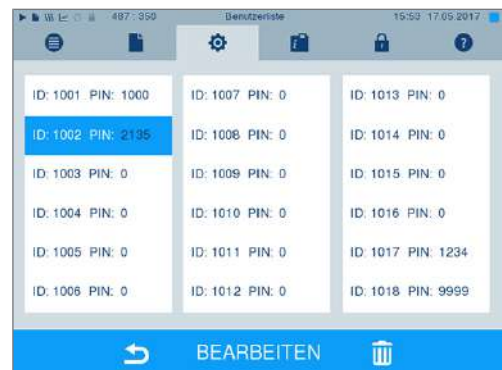 487 : 350 Benutzerliste 15:53 17.05.2017
ID: 1001 PIN: 1000
ID: 1002 PIN: 2135
ID: 1003 PIN: 0
ID: 1004 PIN: 0
ID: 1005 PIN: 0
ID: 1006 PIN: 0
ID: 1007 PIN: 0
ID: 1008 PIN: 0
ID: 1009 PIN: 0
ID: 1010 PIN: 0
ID: 1011 PIN: 0
ID: 1012 PIN: 0
ID: 1013 PIN: 0
ID: 1014 PIN: 0
ID: 1015 PIN: 0
ID: 1016 PIN: 0
ID: 1017 PIN: 1234
ID: 1018 PIN: 9999
BEARBEITEN